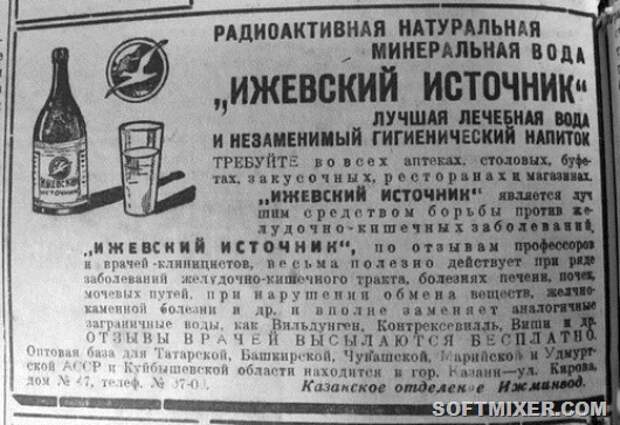 РАДИОАКТИВНАЯ НАТУРАЛЬНАЯ
МИНЕРАЛЬНАЯ ВОДА
„ИЖЕВСКИЙ ИСТОЧНИК“
ЛУЧШАЯ ЛЕЧЕБНАЯ ВОДА
И НЕЗАМЕНИМЫЙ ГИГИЕНИЧЕСКИЙ НАПИТОК
ТРЕБУЙТЕ во всех аптеках, столовых, буфе-
тах, закусочных, ресторанах и магазинах.
„ИЖЕВСКИЙ ИСТОЧНИК“ является луч
шим средством борьбы против же-
лудочно-кишечных заболеваний.
„ИЖЕВСКИЙ ИСТОЧНИК“, по отзывам профессоров
и врачей-клиницистов, весьма полезно действует при ряде
заболеваний желудочно-кишечного тракта, болезнях печени, почек,
мочевых путей, при нарушении обмена веществ, желчно-
каменной болезни и др. и вполне заменяет аналогичные
заграничные воды, как Вильдунген, Контрексевилль, Виши и др.
ОТЗЫВЫ ВРАЧЕЙ ВЫСЫЛАЮТСЯ БЕСПЛАТНО.
Оптовая база для Татарской, Башкирской, Чувашской, Марийской и Удмурт-
ской АССР и Куйбышевской области находится в гор. Казани—ул. Кирова,
дом № 47, телеф. №
Казанское отделение Ижминвод.
ИЖЕВСКИЙ
ИСТОЧНИК
SOFTMIXER.COM